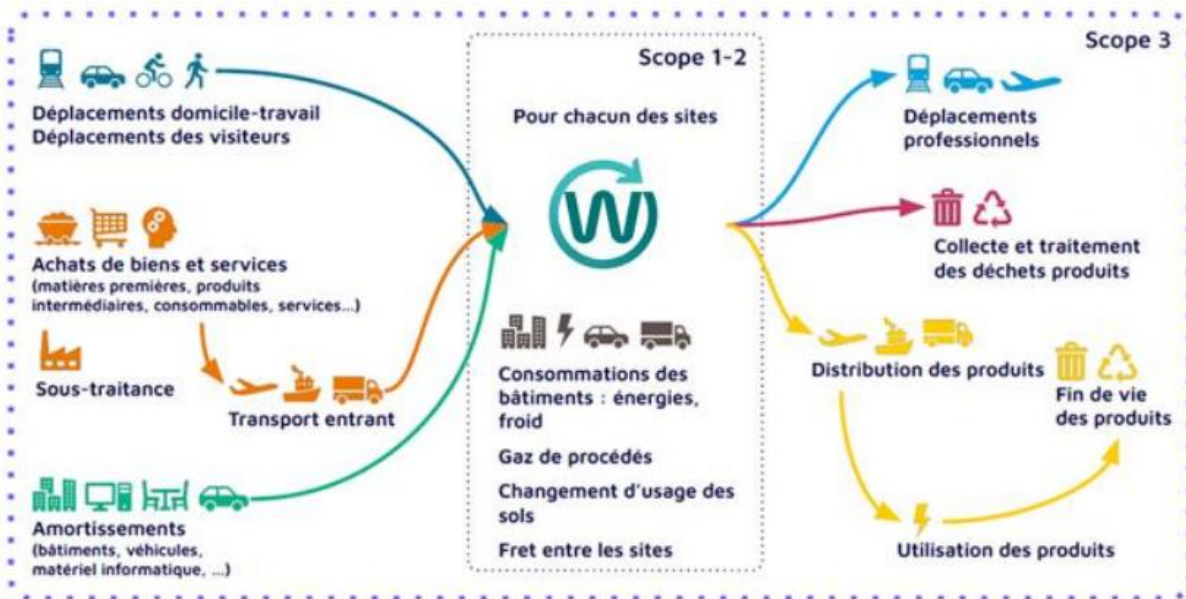 Scope 3
Scope 1-2
Déplacements domicile-travail
Déplacements des visiteurs
Achats de biens et services
(matières premières, produits
intermédiaires, consommables, services...)
Sous-traitance
Transport entrant
Amortissements
(bâtiments, véhicules,
matériel informatique, ...)
Pour chacun des sites
W
Consommations des
bâtiments : énergies,
froid
Gaz de procédés
Changement d'usage des
sols
Fret entre les sites
Déplacements
professionnels
Collecte et traitement
des déchets produits
Distribution des produits
Fin de vie
des produits
Utilisation des produits